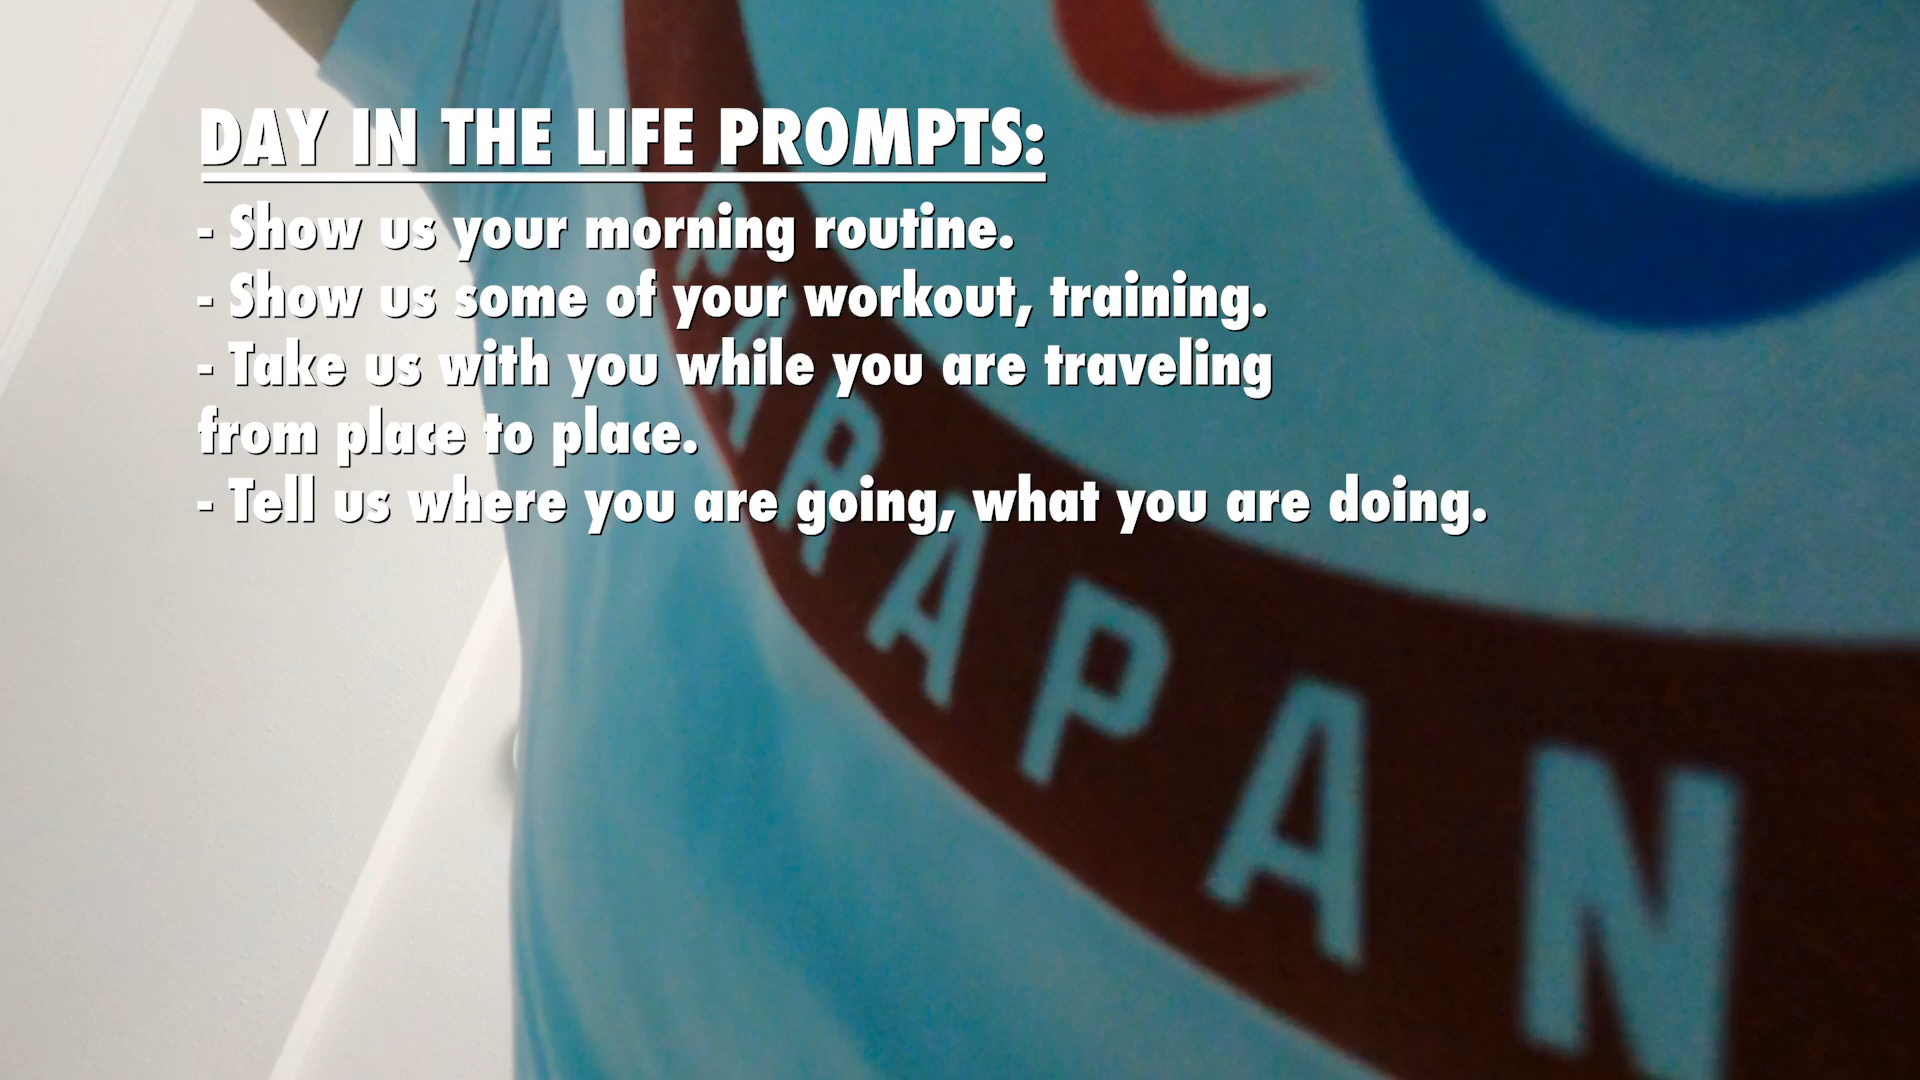 DAY IN THE LIFE PROMPTS:
- Show us your morning routine.
- Show us some of your workout, training.
- Take us with you while you are traveling
from place to place.
- Tell us where you are going, what you are doing.
PARAPAN